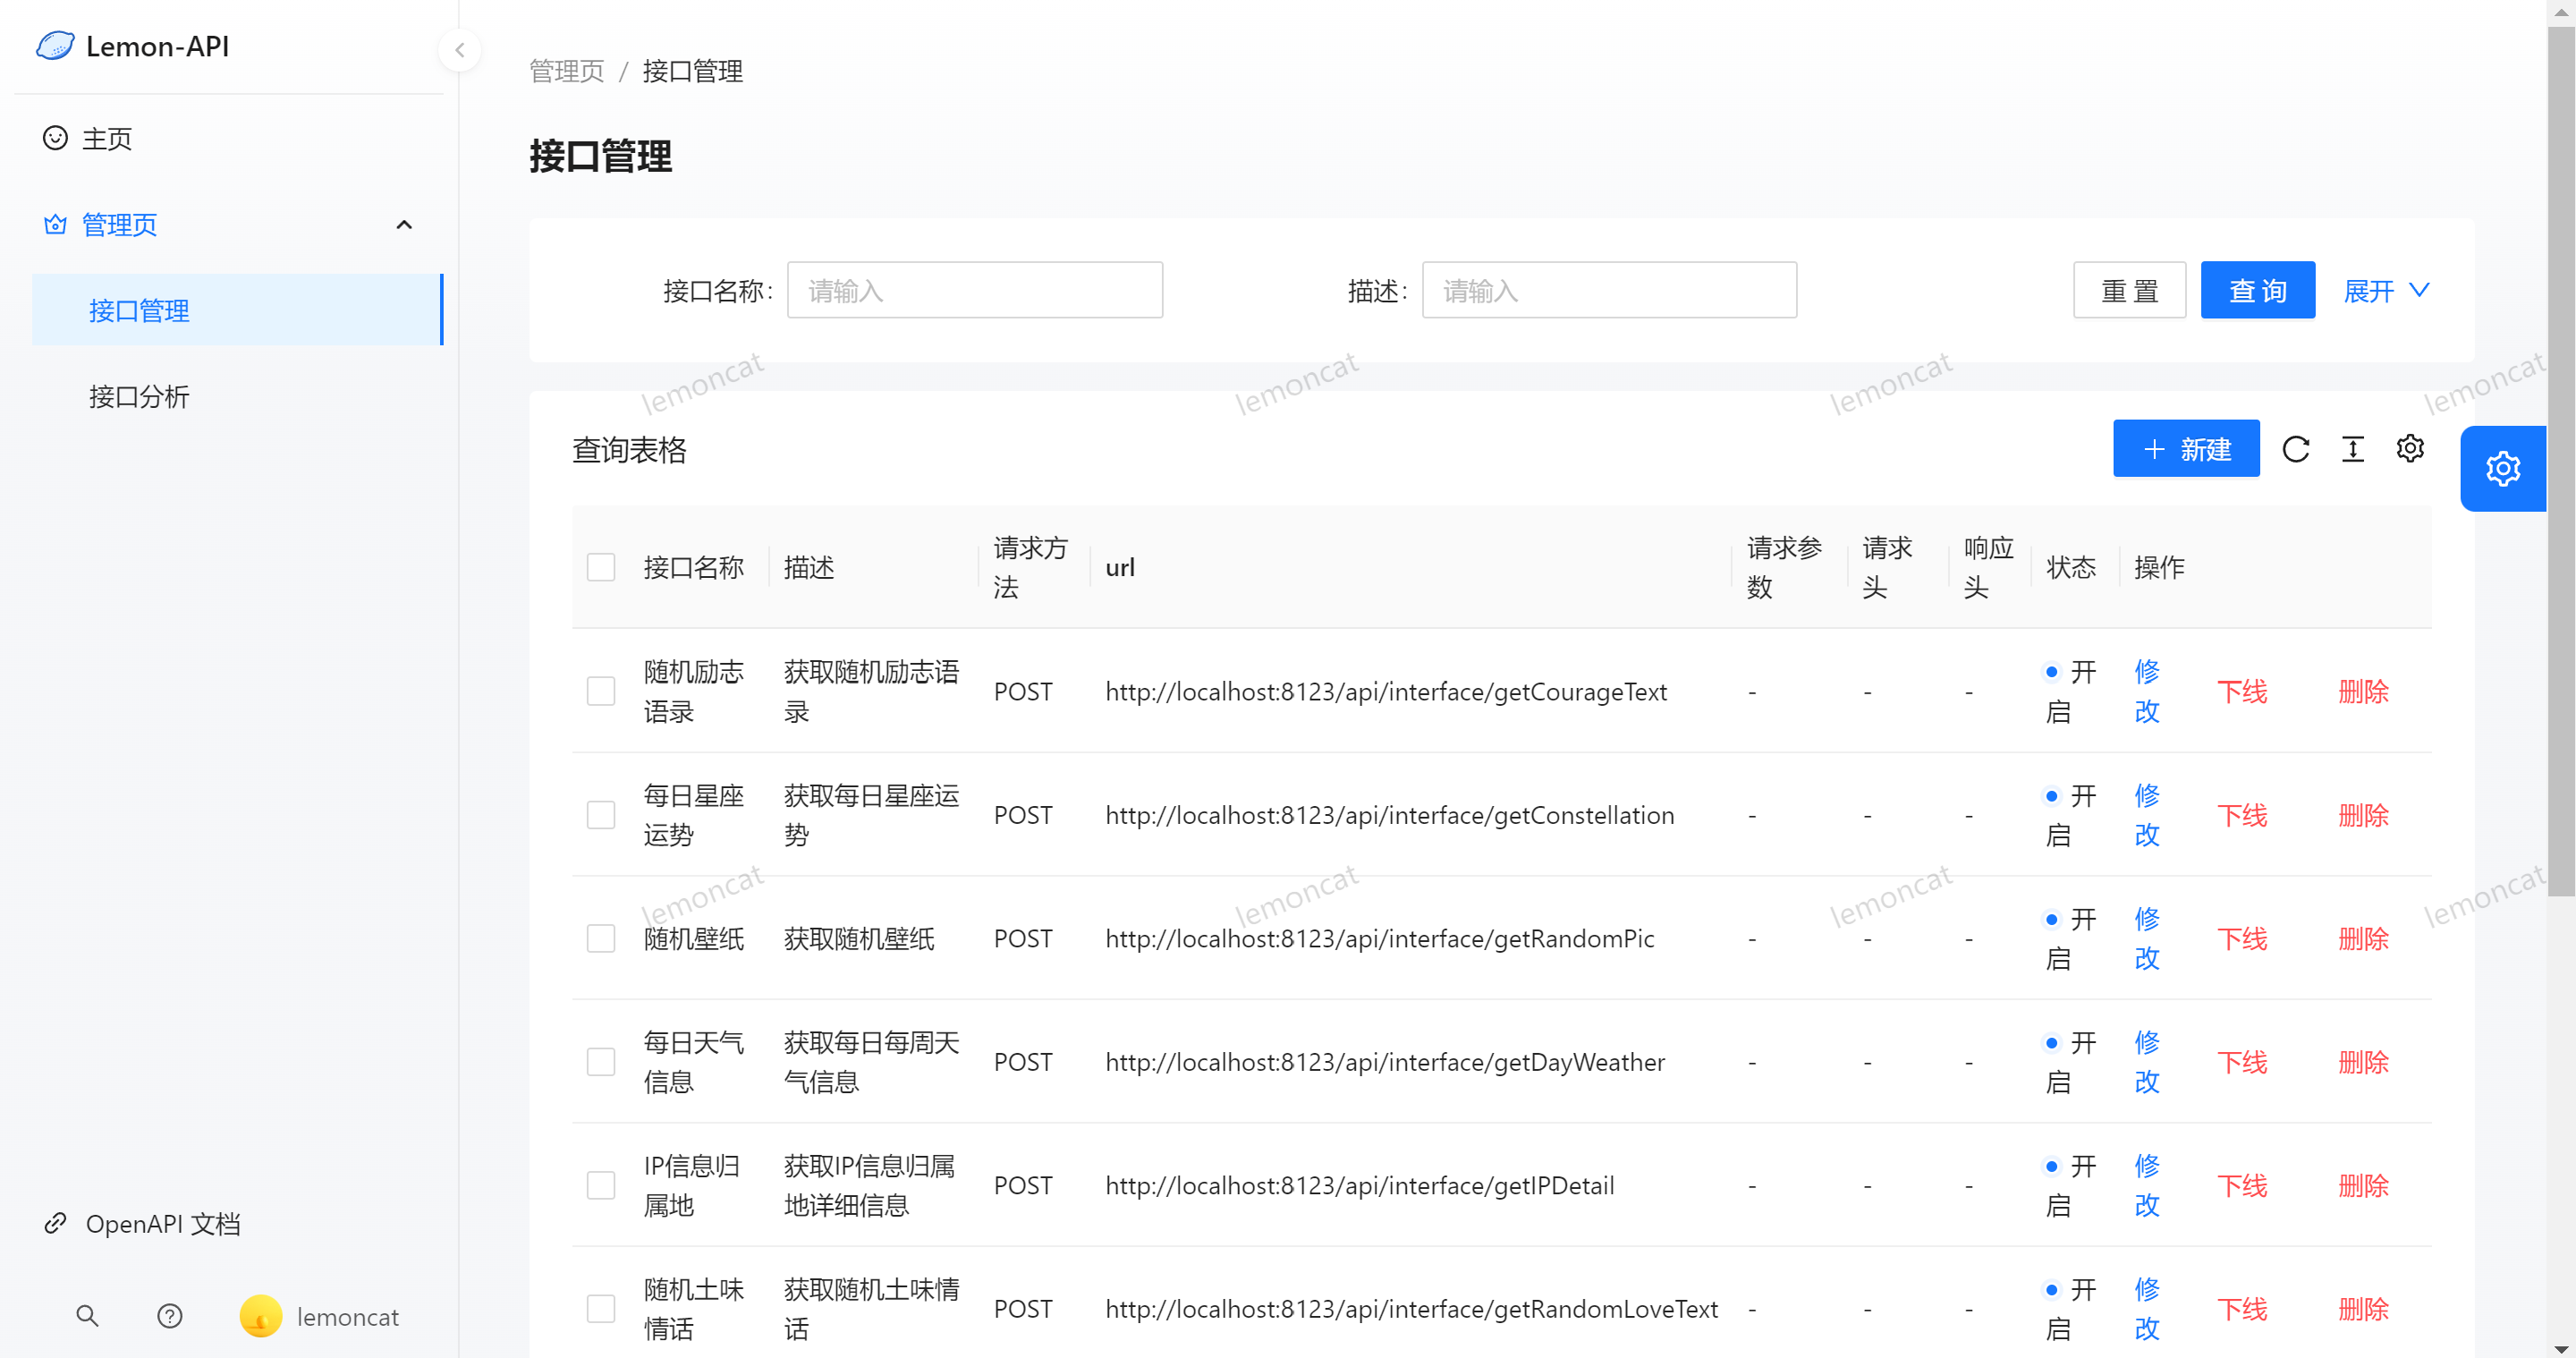 Lemon-API
主页
管理页
接口管理
接口分析
OpenAPI 文档
lemoncat
管理页 / 接口管理
接口管理
接口名称: 请输入 描述: 请输入 重 置 查 询 展开
lemoncat lemoncat lemoncat lemoncat
查询表格 新建
接口名称 描述 请求方法 url 请求参数 请求头 响应头 状态 操作
随机励志语录 获取随机励志语录 POST http://localhost:8123/api/interface/getCourageText - - - 开启 修改 下线 删除
每日星座运势 获取每日星座运势 POST http://localhost:8123/api/interface/getConstellation - - - 开启 修改 下线 删除
lemoncat lemoncat lemoncat lemoncat
随机壁纸 获取随机壁纸 POST http://localhost:8123/api/interface/getRandomPic - - - 开启 修改 下线 删除
每日天气信息 获取每日每周天气信息 POST http://localhost:8123/api/interface/getDayWeather - - - 开启 修改 下线 删除
IP信息归属地 获取IP信息归属地详细信息 POST http://localhost:8123/api/interface/getIPDetail - - - 开启 修改 下线 删除
随机土味情话 获取随机土味情话 POST http://localhost:8123/api/interface/getRandomLoveText - - - 开启 修改 下线 删除